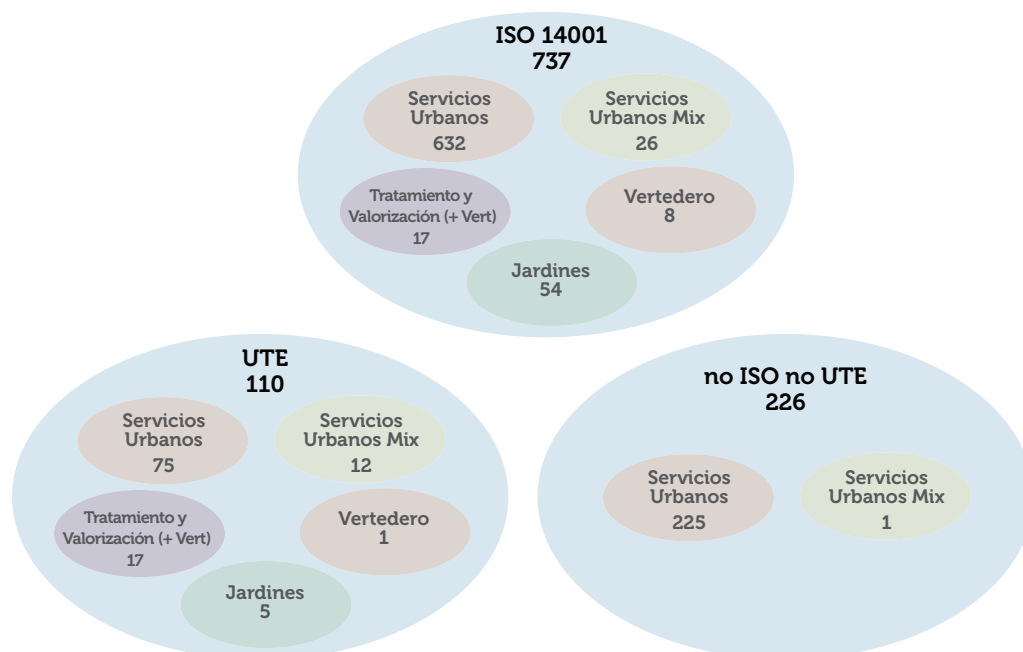 ISO 14001
737
Servicios
Urbanos
632
Servicios
Urbanos Mix
26
Tratamiento y
Valorización (+ Vert)
17
Vertedero
8
Jardines
54
UTE
110
Servicios
Urbanos
75
Servicios
Urbanos Mix
12
Tratamiento y
Valorización (+ Vert)
17
Vertedero
1
Jardines
5
no ISO no UTE
226
Servicios
Urbanos
225
Servicios
Urbanos Mix
1